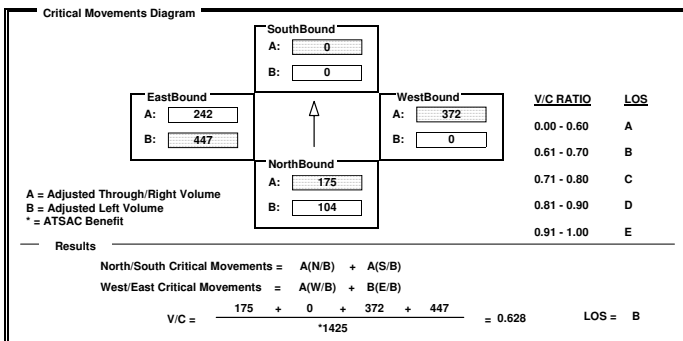 Critical Movements Diagram
SouthBound
A: 0
B: 0
EastBound
A: 242
B: 447
WestBound
A: 372
B: 0
NorthBound
A: 175
B: 104
V/C RATIO LOS
0.00 - 0.60 A
0.61 - 0.70 B
0.71 - 0.80 C
0.81 - 0.90 D
0.91 - 1.00 E
A = Adjusted Through/Right Volume
B = Adjusted Left Volume
* = ATSAC Benefit
Results
North/South Critical Movements = A(N/B) + A(S/B)
West/East Critical Movements = A(W/B) + B(E/B)
V/C = 175 + 0 + 372 + 447 = 0.628 LOS = B
*1425